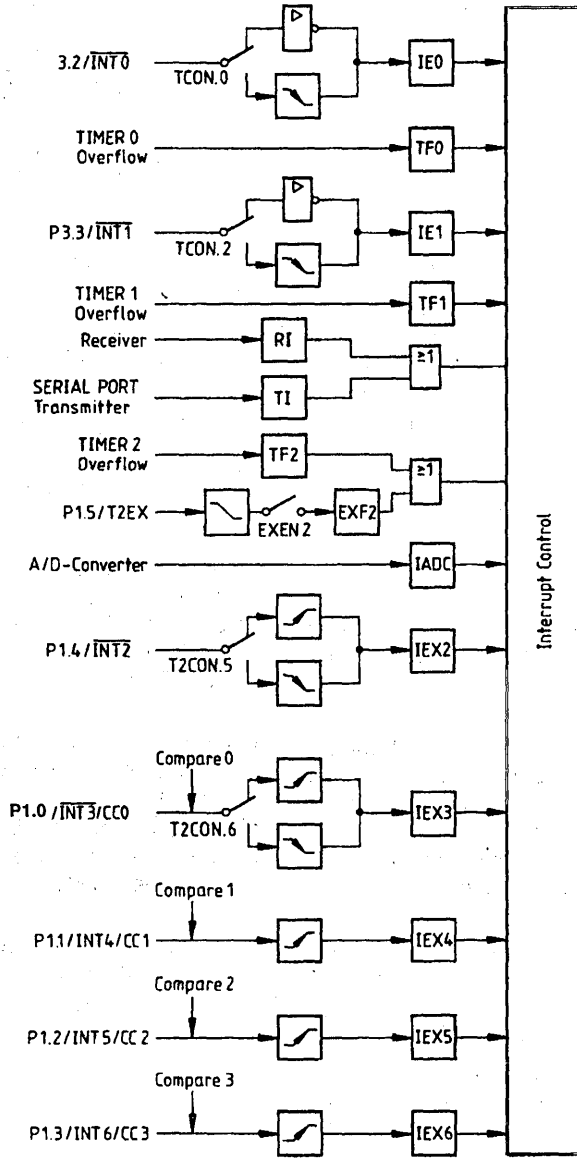 3.2/INT0
TCON.0
IE0
TIMER 0
Overflow
TF0
P3.3/INT1
TCON.2
IE1
TIMER 1
Overflow
TF1
Receiver
RI
≥1
SERIAL PORT
Transmitter
TI
TIMER 2
Overflow
TF2
≥1
P1.5/T2EX
EXEN2
EXF2
A/D-Converter
IADC
Interrupt Control
P1.4/INT2
T2CON.5
IEX2
Compare 0
P1.0/INT3/CC0
T2CON.6
IEX3
Compare 1
P1.1/INT4/CC1
IEX4
Compare 2
P1.2/INT5/CC2
IEX5
Compare 3
P1.3/INT6/CC3
IEX6